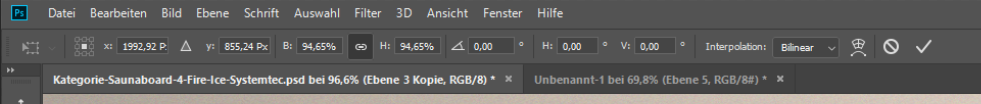 Ps Datei Bearbeiten Bild Ebene Schrift Auswahl Filter 3D Ansicht Fenster Hilfe
X: 1992,92 P. Y: 855,24 Px B: 94,65% H: 94,65% 0,00 ° H: 0,00 ° V: 0,00 ° Interpolation: Bilinear
Kategorie-Saunaboard-4-Fire-Ice-Systemtec.psd bei 96,6% (Ebene 3 Kopie, RGB/8) * × Unbenannt-1 bei 69,8% (Ebene 5, RGB/8#) * ×